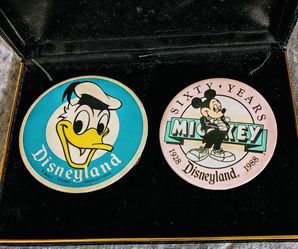 Disneyland
SIXTY · YEARS
MICKEY
1928
1988
Disneyland.